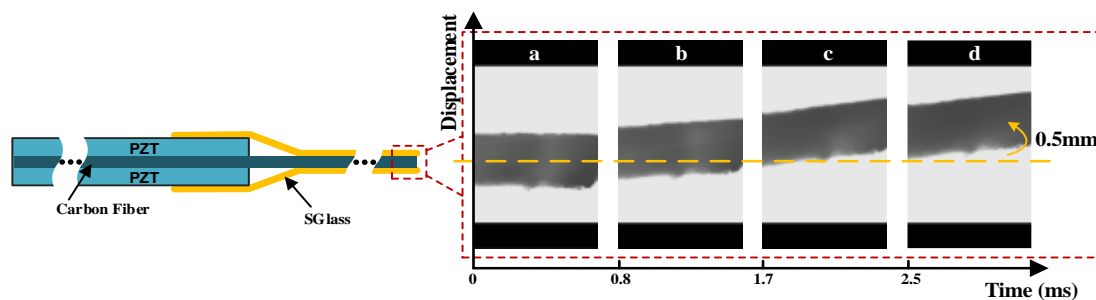 PZT
PZT
Carbon Fiber
SGlass
Displacement
a
b
c
d
0.5mm
0
0.8
1.7
2.5
Time (ms)